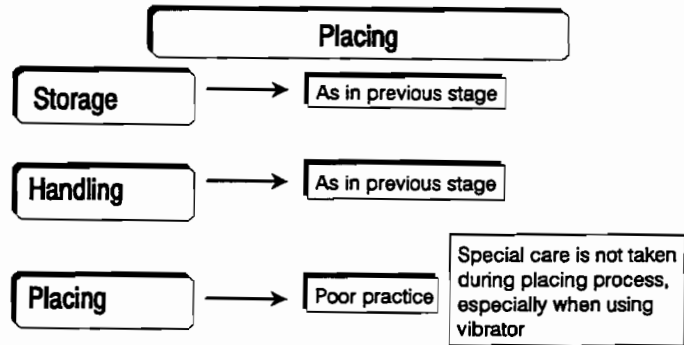 Placing
Storage
As in previous stage
Handling
As in previous stage
Placing
Poor practice
Special care is not taken
during placing process,
especially when using
vibrator